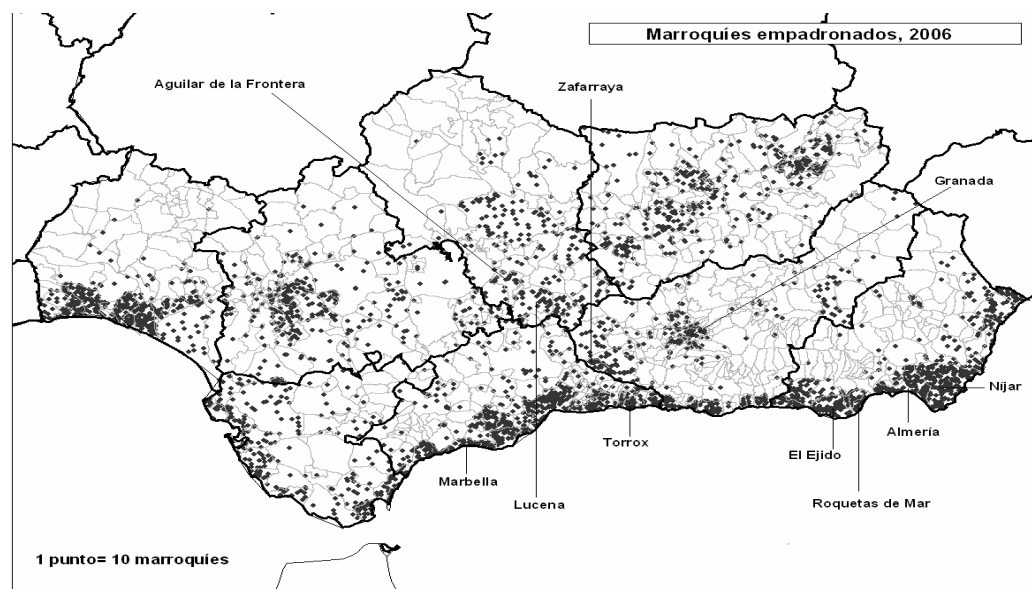 Marroquíes empadronados, 2006
Aguilar de la Frontera
Zafarraya
Granada
Níjar
Almería
Torrox
El Ejido
Marbella
Lucena
Roquetas de Mar
1 punto= 10 marroquíes